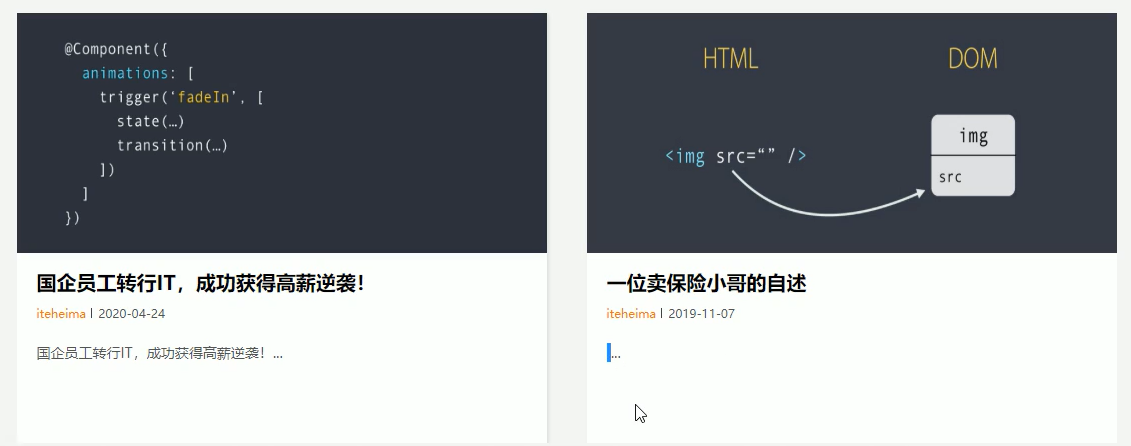 @Component({
animations: [
trigger(‘fadeIn’, [
state(…)
transition(…)
])
]
})
国企员工转行IT，成功获得高薪逆袭！
iteheima | 2020-04-24
国企员工转行IT，成功获得高薪逆袭！...
HTML
DOM
<img src=“” />
img
src
一位卖保险小哥的自述
iteheima | 2019-11-07
...